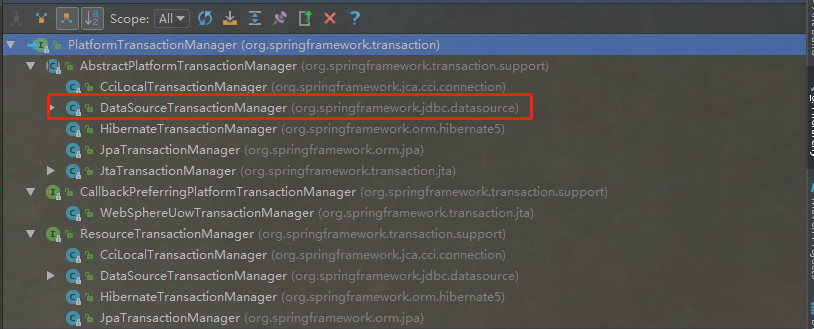 Scope: All
PlatformTransactionManager (org.springframework.transaction)
AbstractPlatformTransactionManager (org.springframework.transaction.support)
CciLocalTransactionManager (org.springframework.jca.cci.connection)
DataSourceTransactionManager (org.springframework.jdbc.datasource)
HibernateTransactionManager (org.springframework.orm.hibernate5)
JpaTransactionManager (org.springframework.orm.jpa)
JtaTransactionManager (org.springframework.transaction.jta)
CallbackPreferringPlatformTransactionManager (org.springframework.transaction.support)
WebSphereUowTransactionManager (org.springframework.transaction.jta)
ResourceTransactionManager (org.springframework.transaction.support)
CciLocalTransactionManager (org.springframework.jca.cci.connection)
DataSourceTransactionManager (org.springframework.jdbc.datasource)
HibernateTransactionManager (org.springframework.orm.hibernate5)
JpaTransactionManager (org.springframework.orm.jpa)